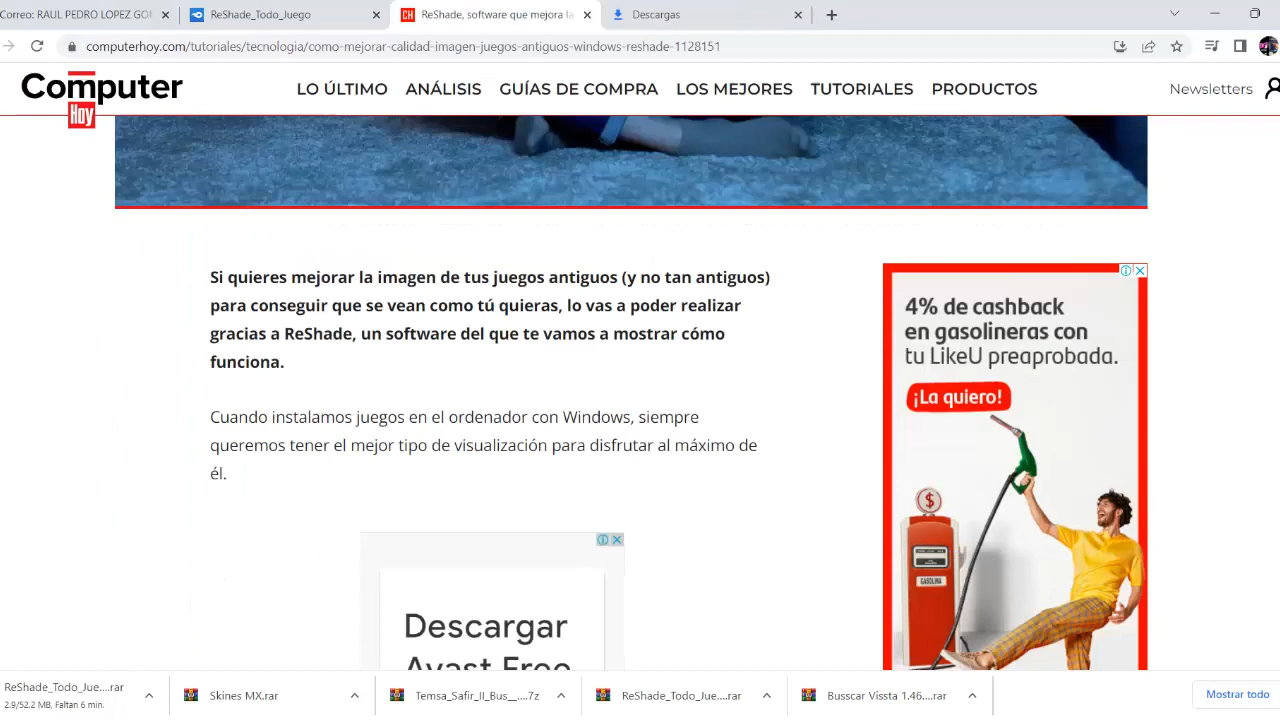 Correo: RAUL PEDRO LOPEZ GO
ReShade_Todo_Juego
CH
ReShade, software que mejora la
Descargas
computerhoy.com/tutoriales/tecnologia/como-mejorar-calidad-imagen-juegos-antiguos-windows-reshade-1128151
Computer
Hoy
LO ÚLTIMO
ANÁLISIS
GUÍAS DE COMPRA
LOS MEJORES
TUTORIALES
PRODUCTOS
Newsletters
Si quieres mejorar la imagen de tus juegos antiguos (y no tan antiguos)
para conseguir que se vean como tú quieras, lo vas a poder realizar
gracias a ReShade, un software del que te vamos a mostrar cómo
funciona.
Cuando instalamos juegos en el ordenador con Windows, siempre
queremos tener el mejor tipo de visualización para disfrutar al máximo de
él.
4% de cashback
en gasolineras con
tu LikeU preaprobada.
¡La quiero!
$
GASOLINA
Descargar
Avast Free
ReShade_Todo_Jue....rar
2.9/52.2 MB, Faltan 6 min.
Skines MX.rar
Temsa_Safir_II_Bus__....7z
ReShade_Todo_Jue....rar
Busscar Vissta 1.46....rar
Mostrar todo